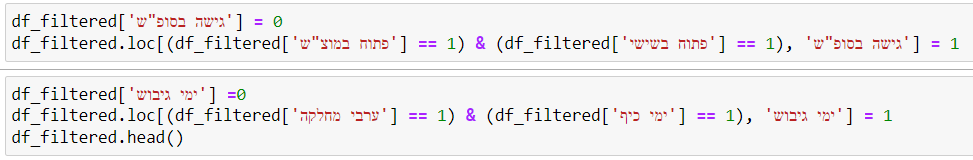 df_filtered['גישה בסופ"ש'] = 0
df_filtered.loc[(df_filtered['פתוח במוצ"ש'] == 1) & (df_filtered['פתוח בשישי'] == 1), 'גישה בסופ"ש'] = 1
df_filtered['ימי גיבוש'] =0
df_filtered.loc[(df_filtered['ערבי מחלקה'] == 1) & (df_filtered['ימי כיף'] == 1), 'ימי גיבוש'] = 1
df_filtered.head()